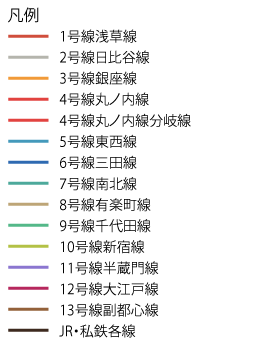 凡例
1号線浅草線
2号線日比谷線
3号線銀座線
4号線丸ノ内線
4号線丸ノ内線分岐線
5号線東西線
6号線三田線
7号線南北線
8号線有楽町線
9号線千代田線
10号線新宿線
11号線半蔵門線
12号線大江戸線
13号線副都心線
JR・私鉄各線